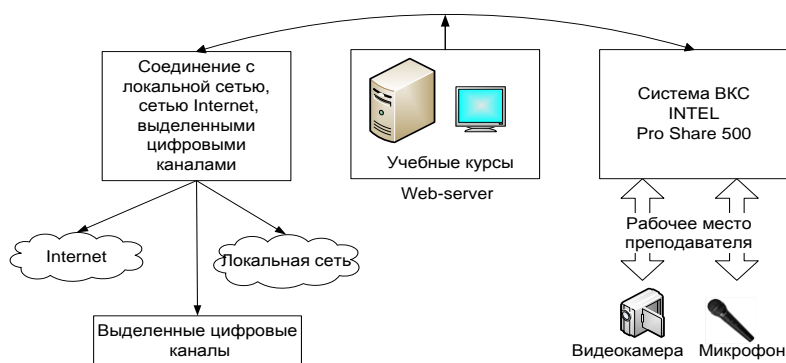 Соединение с
локальной сетью,
сетью Internet,
выделенными
цифровыми
каналами
Учебные курсы
Web-server
Система ВКС
INTEL
Pro Share 500
Рабочее место
преподавателя
Internet
Локальная сеть
Выделенные цифровые
каналы
Видеокамера
Микрофон